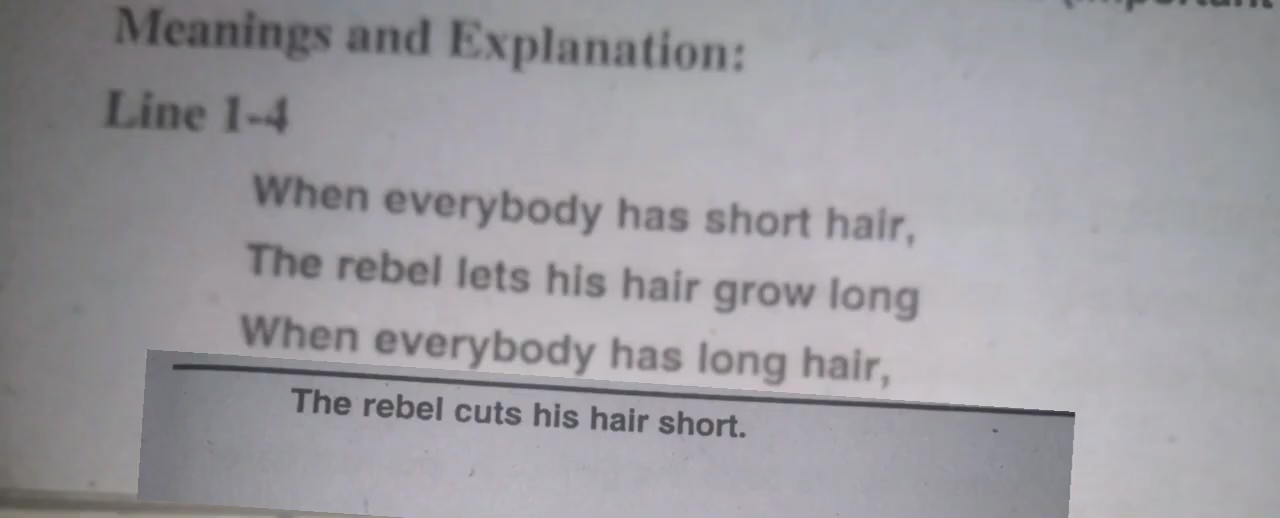 Meanings and Explanation:
Line 1-4
When everybody has short hair,
The rebel lets his hair grow long
When everybody has long hair,
The rebel cuts his hair short.